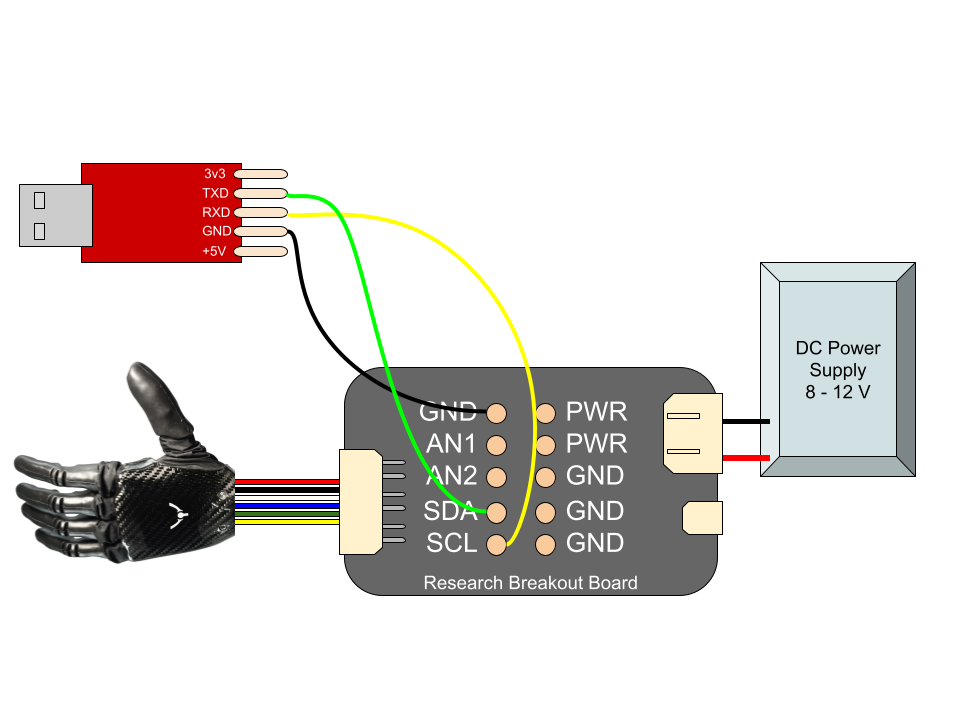 3v3
TXD
RXD
GND
+5V
DC Power
Supply
8 - 12 V
GND PWR
AN1 PWR
AN2 GND
SDA GND
SCL GND
Research Breakout Board